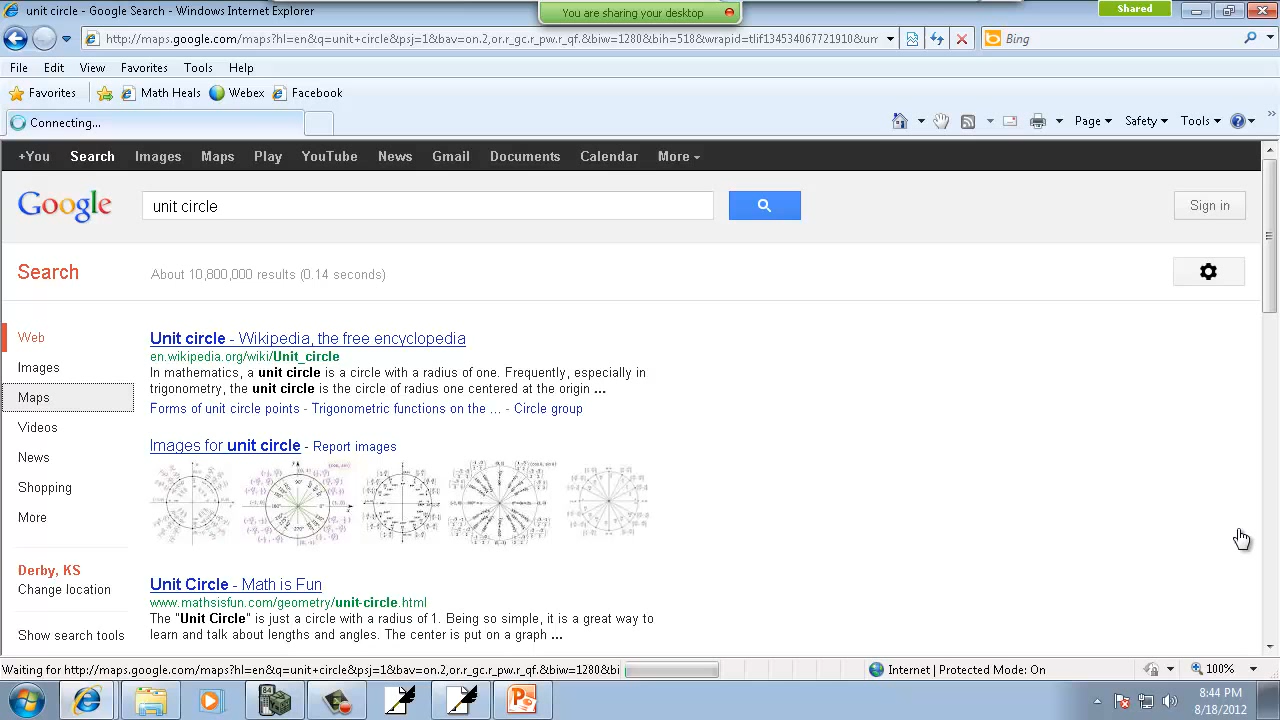 unit circle - Google Search - Windows Internet Explorer
You are sharing your desktop
Shared
http://maps.google.com/maps?hl=en&q=unit+circle&psj=1&bav=on.2,or.r_gc.r_pw.r_qf.&biw=1280&bih=518&wrapid=tlif134534067721910&um
Bing
File Edit View Favorites Tools Help
Favorites Math Heals Webex Facebook
Connecting...
Page Safety Tools
+You Search Images Maps Play YouTube News Gmail Documents Calendar More
Google unit circle Sign in
Search About 10,800,000 results (0.14 seconds)
Web
Images
Maps
Videos
News
Shopping
More
Derby, KS
Change location
Show search tools
Unit circle - Wikipedia, the free encyclopedia
en.wikipedia.org/wiki/Unit_circle
In mathematics, a unit circle is a circle with a radius of one. Frequently, especially in
trigonometry, the unit circle is the circle of radius one centered at the origin ...
Forms of unit circle points - Trigonometric functions on the ... - Circle group
Images for unit circle - Report images
Unit Circle - Math is Fun
www.mathsisfun.com/geometry/unit-circle.html
The "Unit Circle" is just a circle with a radius of 1. Being so simple, it is a great way to
learn and talk about lengths and angles. The center is put on a graph ...
Waiting for http://maps.google.com/maps?hl=en&q=unit+circle&psj=1&bav=on.2,or.r_gc.r_pw.r_qf.&biw=1280&bi
Internet | Protected Mode: On
100%
8:44 PM
8/18/2012